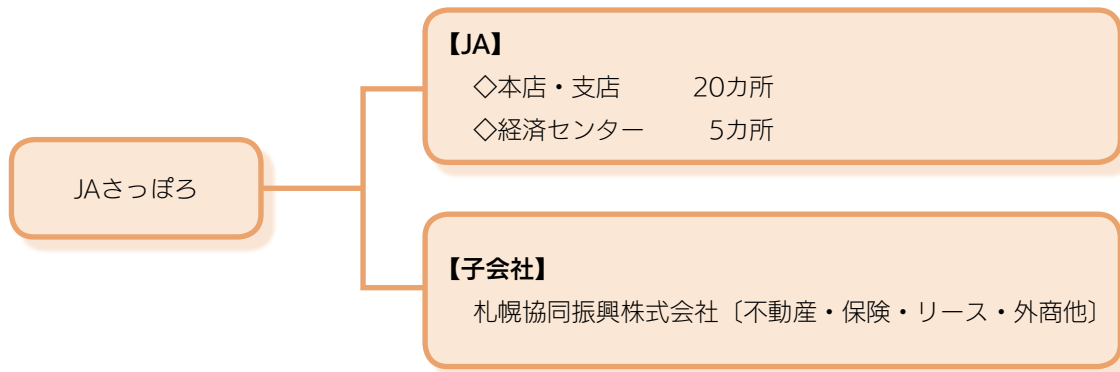 JAさっぽろ
【JA】
◇本店・支店 20カ所
◇経済センター 5カ所
【子会社】
札幌協同振興株式会社〔不動産・保険・リース・外商他〕